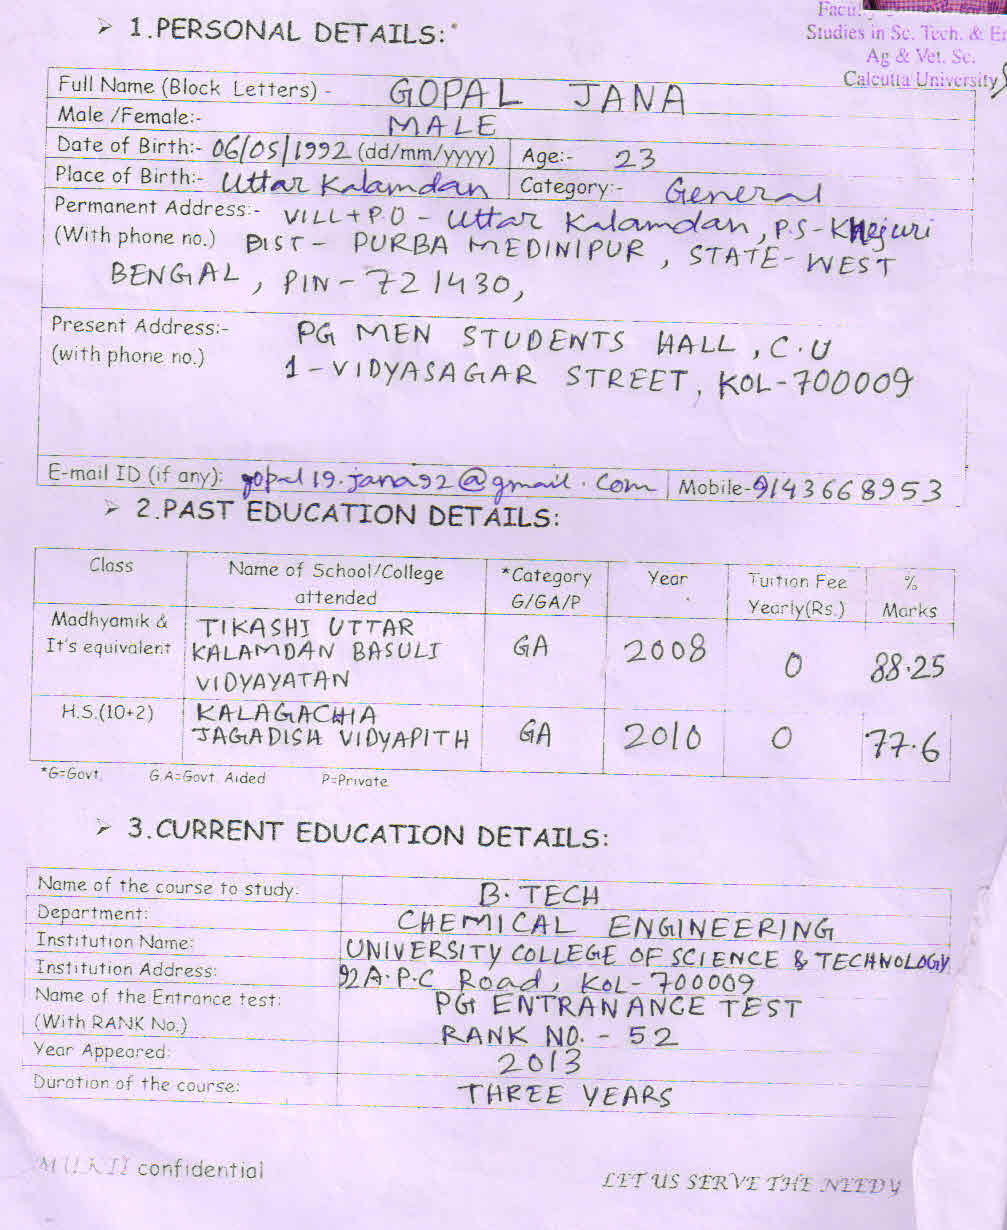 Studies in Sc. Tech. &
Ag & Vet. Sc.
Calcutta University
➢ 1.PERSONAL DETAILS:
Full Name (Block Letters) - GOPAL JANA
Male /Female:- MALE
Date of Birth:- 06/05/1992 (dd/mm/yyyy) Age:- 23
Place of Birth:- Uttar Kalamdan Category:- General
Permanent Address:- VILL+P.O - Uttar Kalamdan, P.S-Khejuri
(With phone no.) DIST- PURBA MEDINIPUR, STATE- WEST
BENGAL, PIN-721430,
Present Address:- PG MEN STUDENTS HALL, C.U
(with phone no.) 1-VIDYASAGAR STREET, KOL-700009
E-mail ID (if any): gopal19.jana92@gmail.com Mobile-9143668953
➢ 2.PAST EDUCATION DETAILS:
Class Name of School/College attended *Category G/GA/P Year Tuition Fee Yearly(Rs.) % Marks
Madhyamik & It's equivalent TIKASHI UTTAR KALAMDAN BASULI VIDYAYATAN GA 2008 0 88.25
H.S.(10+2) KALAGACHIA JAGADISH VIDYAPITH GA 2010 0 77.6
*G=Govt. G.A=Govt. Aided P=Private
➢ 3.CURRENT EDUCATION DETAILS:
Name of the course to study: B.TECH
Department: CHEMICAL ENGINEERING
Institution Name: UNIVERSITY COLLEGE OF SCIENCE & TECHNOLOGY
Institution Address: 92 A.P.C Road, KOL-700009
Name of the Entrance test: PG ENTRANANCE TEST
(With RANK No.) RANK NO. - 52
Year Appeared: 2013
Duration of the course: THREE YEARS
MUKTI confidential
LET US SERVE THE NEEDY